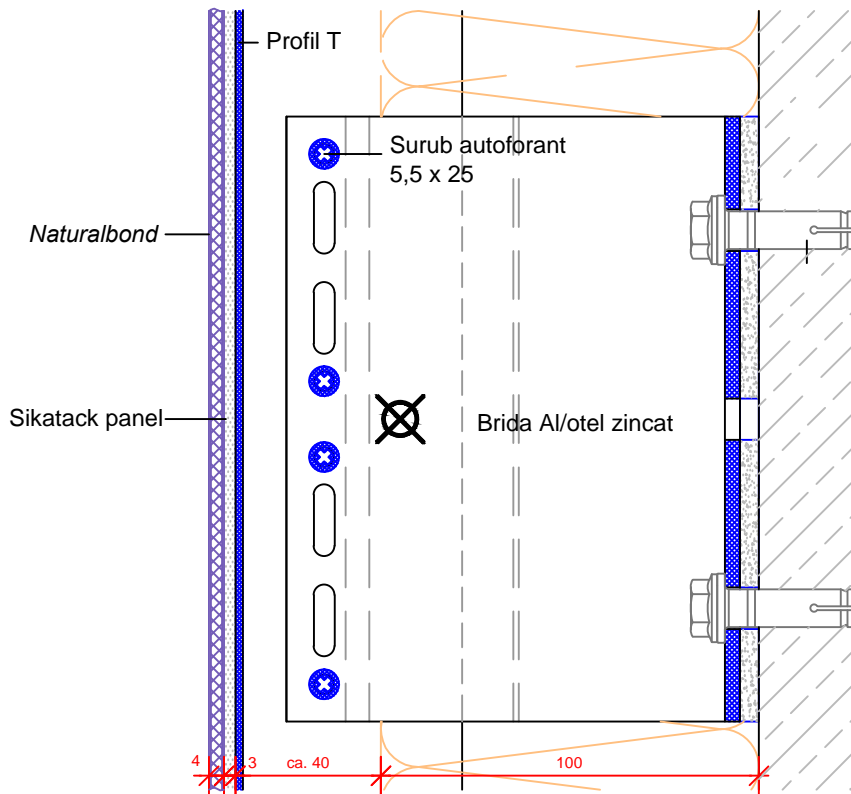 Profil T
Surub autoforant
5,5 x 25
Naturalbond
Sikatack panel
Brida Al/otel zincat
4
3
ca. 40
100